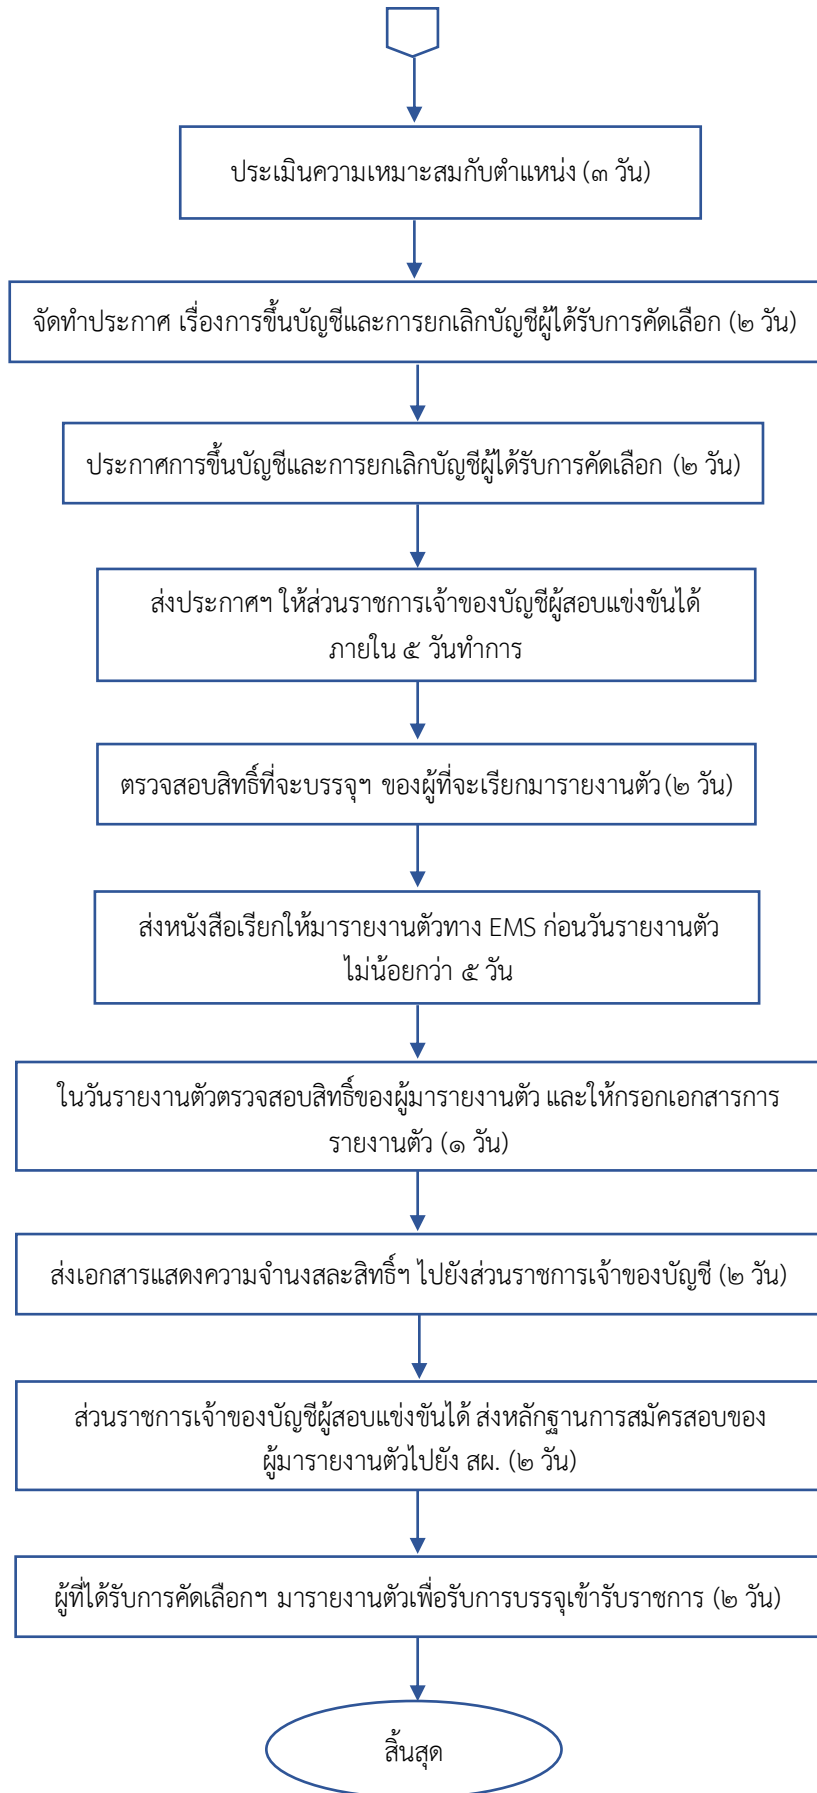 ประเมินความเหมาะสมกับตำแหน่ง (๓ วัน)
จัดทำประกาศ เรื่องการขึ้นบัญชีและการยกเลิกบัญชีผู้ได้รับการคัดเลือก (๒ วัน)
ประกาศการขึ้นบัญชีและการยกเลิกบัญชีผู้ได้รับการคัดเลือก (๒ วัน)
ส่งประกาศฯ ให้ส่วนราชการเจ้าของบัญชีผู้สอบแข่งขันได้
ภายใน ๕ วันทำการ
ตรวจสอบสิทธิ์ที่จะบรรจุฯ ของผู้ที่จะเรียกมารายงานตัว (๒ วัน)
ส่งหนังสือเรียกให้มารายงานตัวทาง EMS ก่อนวันรายงานตัว
ไม่น้อยกว่า ๕ วัน
ในวันรายงานตัวตรวจสอบสิทธิ์ของผู้มารายงานตัว และให้กรอกเอกสารการ
รายงานตัว (๑ วัน)
ส่งเอกสารแสดงความจำนงสละสิทธิ์ฯ ไปยังส่วนราชการเจ้าของบัญชี (๒ วัน)
ส่วนราชการเจ้าของบัญชีผู้สอบแข่งขันได้ ส่งหลักฐานการสมัครสอบของ
ผู้มารายงานตัวไปยัง สผ. (๒ วัน)
ผู้ที่ได้รับการคัดเลือกฯ มารายงานตัวเพื่อรับการบรรจุเข้ารับราชการ (๒ วัน)
สิ้นสุด